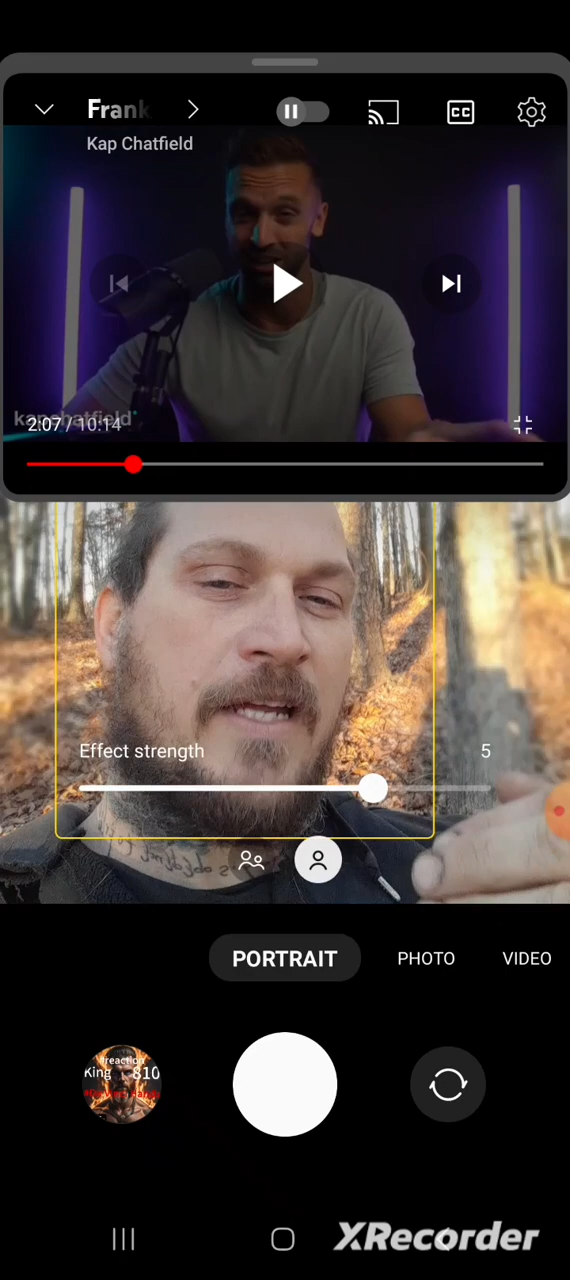 Frank
Kap Chatfield
kapchatfield
2:07 / 10:14
Effect strength 5
PORTRAIT PHOTO VIDEO
#reaction
King 810
XRecorder